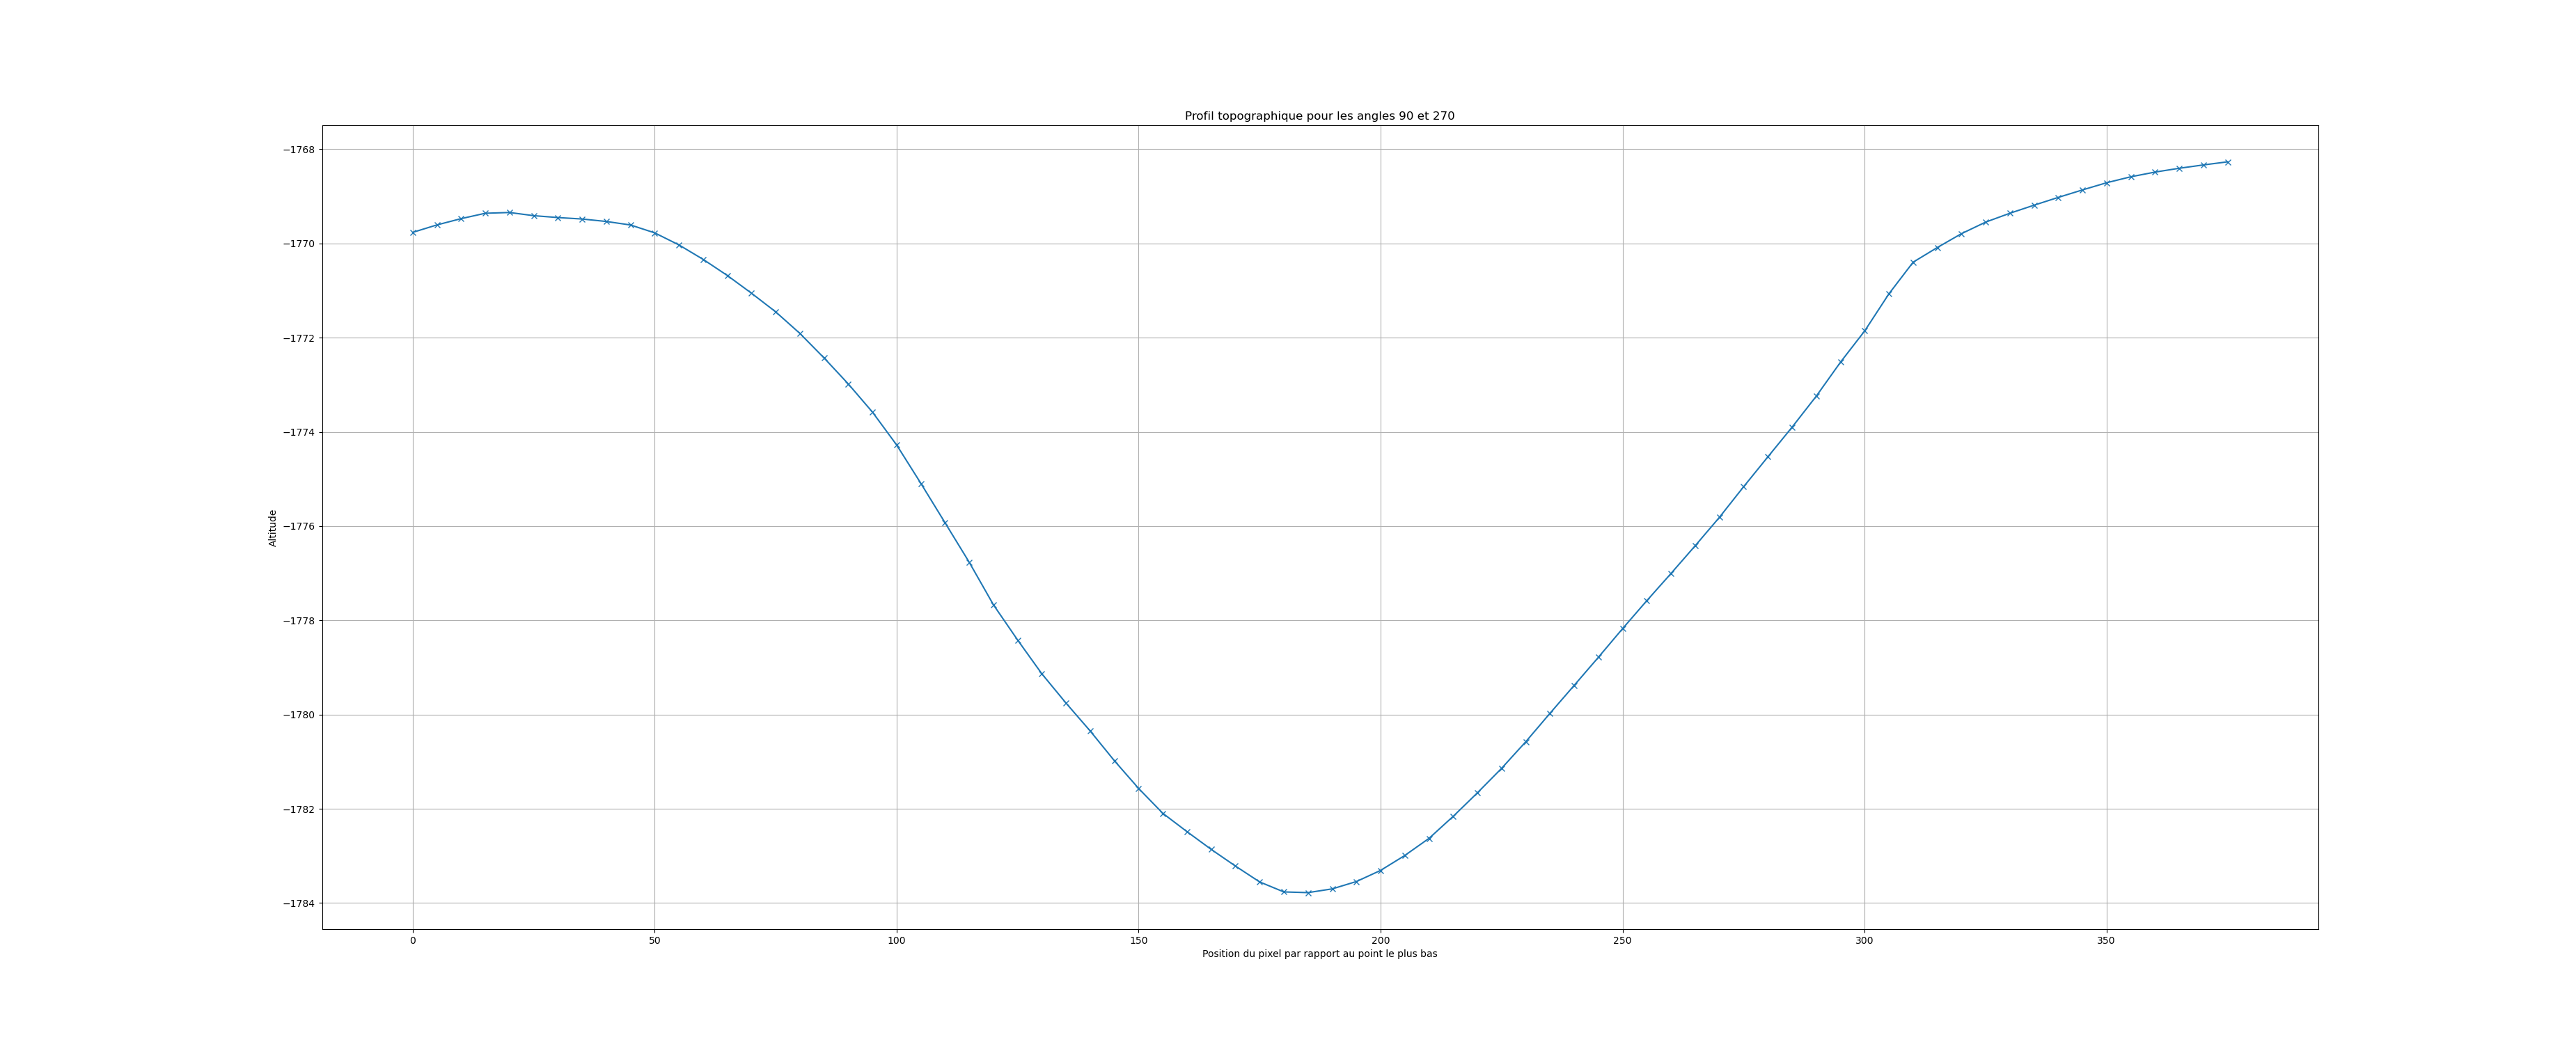 Profil topographique pour les angles 90 et 270
−1768
−1770
−1772
−1774
−1776
−1778
−1780
−1782
−1784
Altitude
0 50 100 150 200 250 300 350
Position du pixel par rapport au point le plus bas